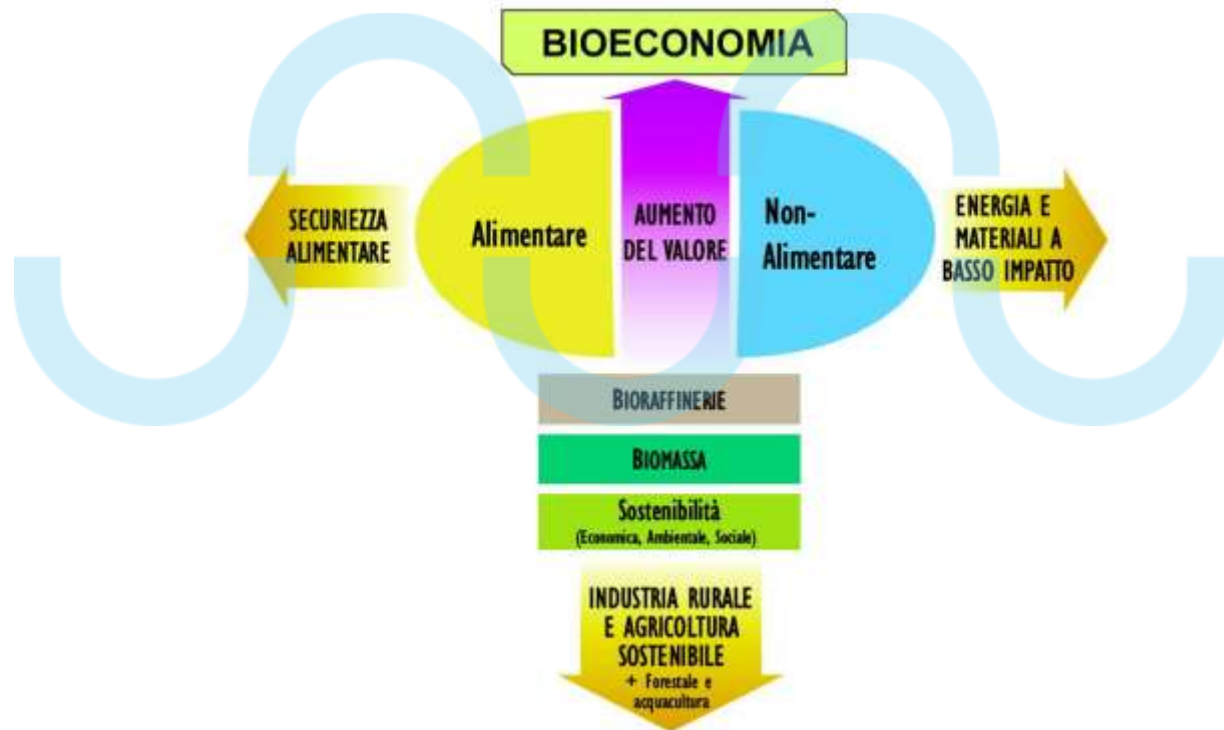 BIOECONOMIA
SECURIEZZA
ALIMENTARE
Alimentare
AUMENTO
DEL VALORE
Non-
Alimentare
ENERGIA E
MATERIALI A
BASSO IMPATTO
BIORAFFINERIE
BIOMASSA
Sostenibilità
(Economica, Ambientale, Sociale)
INDUSTRIA RURALE
E AGRICOLTURA
SOSTENIBILE
+ Forestale e
acquacultura